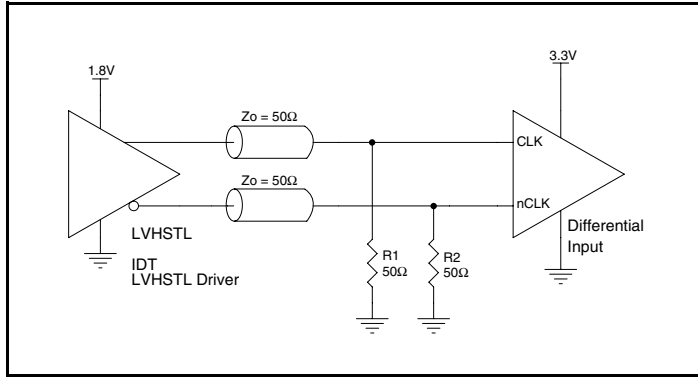 1.8V
3.3V
Zo = 50Ω
CLK
Zo = 50Ω
nCLK
LVHSTL
IDT
LVHSTL Driver
R1
50Ω
R2
50Ω
Differential
Input